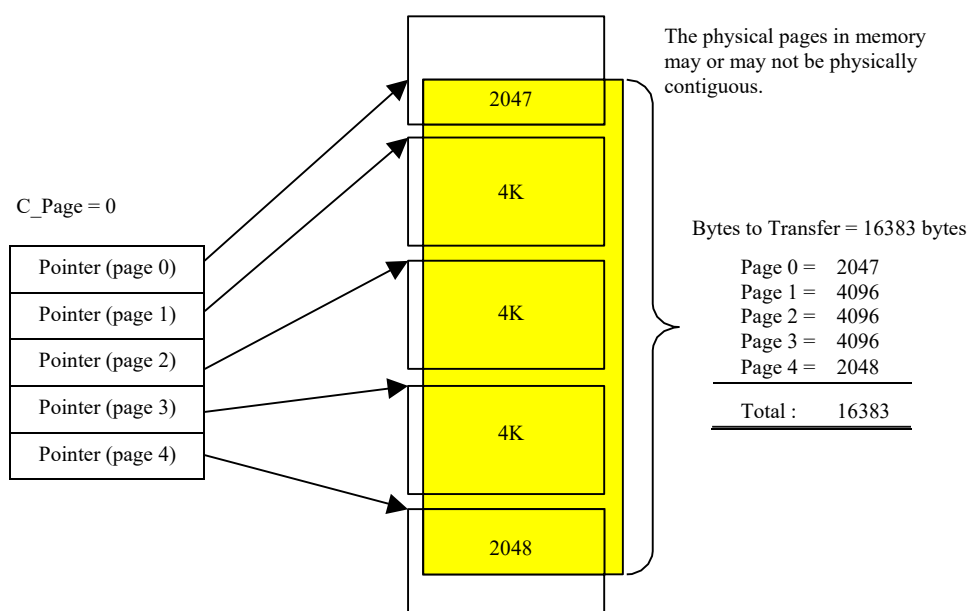 The physical pages in memory
may or may not be physically
contiguous.
2047
4K
C_Page = 0
Bytes to Transfer = 16383 bytes
Pointer (page 0)
Pointer (page 1)
Pointer (page 2)
Pointer (page 3)
Pointer (page 4)
4K
4K
2048
Page 0 = 2047
Page 1 = 4096
Page 2 = 4096
Page 3 = 4096
Page 4 = 2048
Total : 16383